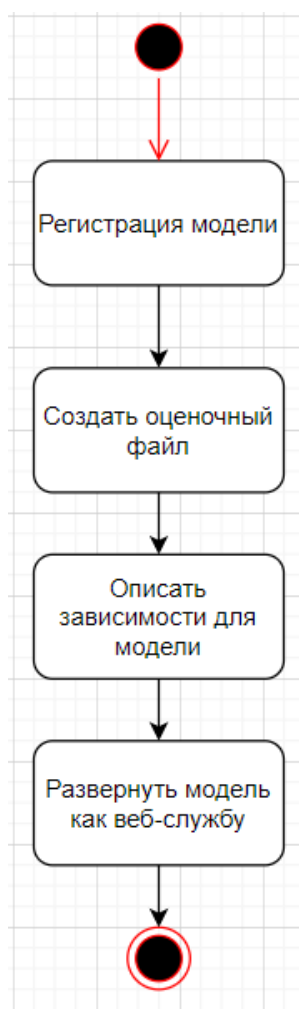 Регистрация модели
Создать оценочный
файл
Описать
зависимости для
модели
Развернуть модель
как веб-службу